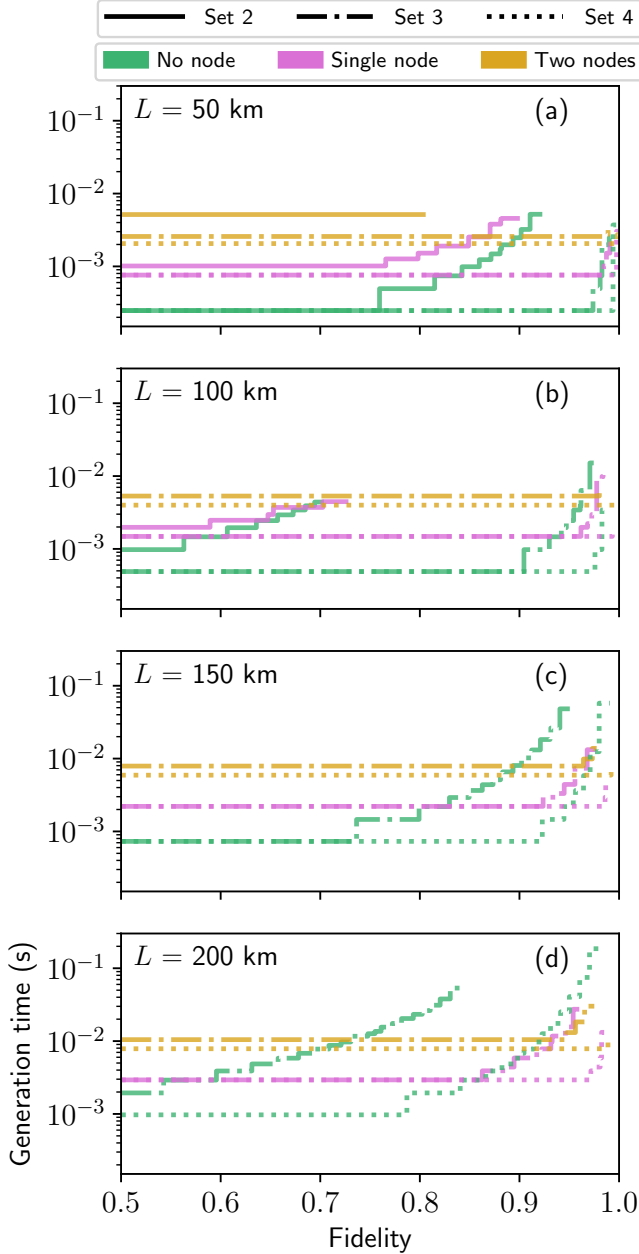 Set 2 Set 3 Set 4
No node Single node Two nodes
L = 50 km (a)
10⁻¹
10⁻²
10⁻³
L = 100 km (b)
10⁻¹
10⁻²
10⁻³
L = 150 km (c)
10⁻¹
10⁻²
10⁻³
L = 200 km (d)
10⁻¹
10⁻²
10⁻³
Generation time (s)
0.5 0.6 0.7 0.8 0.9 1.0
Fidelity